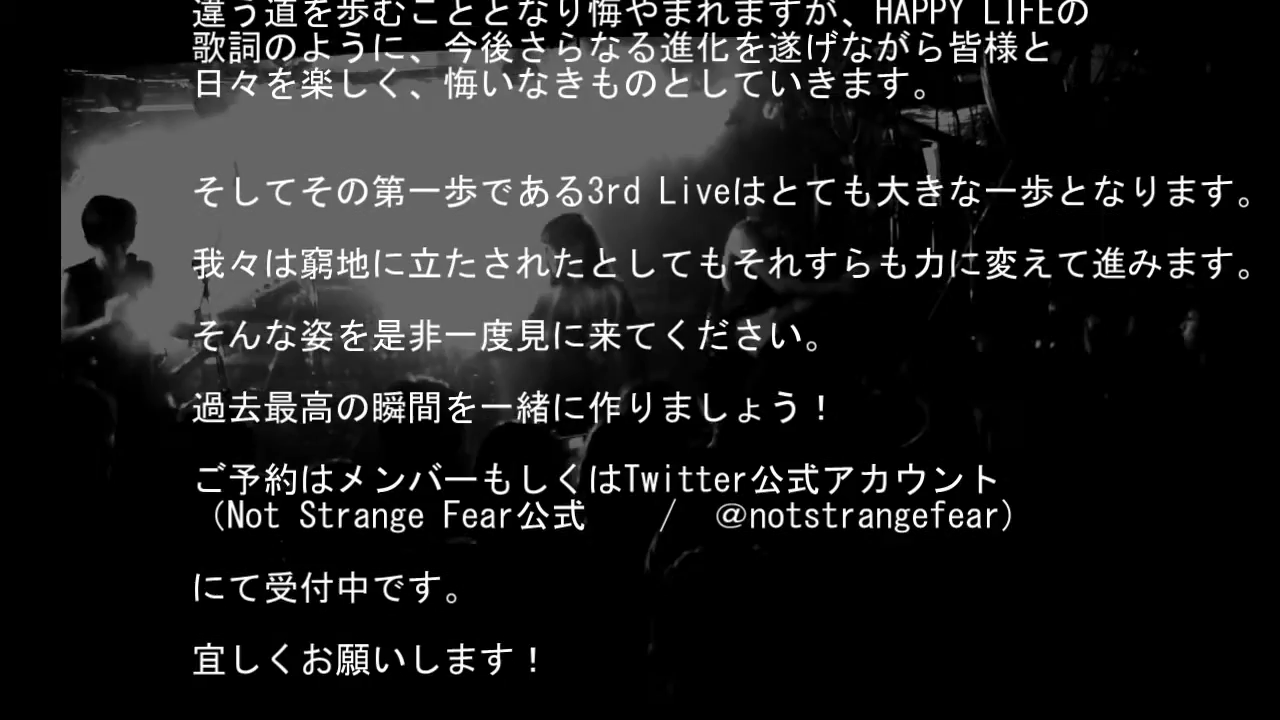 違う道を歩むこととなり悔やまれますが、HAPPY LIFEの
歌詞のように、今後さらなる進化を遂げながら皆様と
日々を楽しく、悔いなきものとしていきます。
そしてその第一歩である3rd Liveはとても大きな一歩となります。
我々は窮地に立たされたとしてもそれすらも力に変えて進みます。
そんな姿を是非一度見に来てください。
過去最高の瞬間を一緒に作りましょう！
ご予約はメンバーもしくはTwitter公式アカウント
（Not Strange Fear公式　　/　＠notstrangefear）
にて受付中です。
宜しくお願いします！